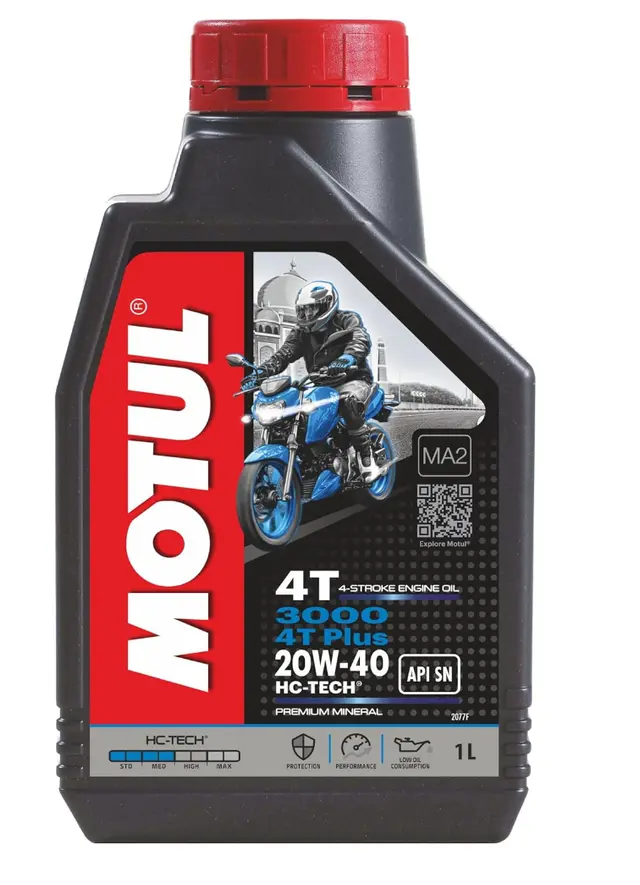 MOTUL®
MA2
Explore Motul®
4T 4-STROKE ENGINE OIL
3000
4T Plus
20W-40
HC-TECH®
API SN
PREMIUM MINERAL
2077F
HC-TECH®
STD MED HIGH MAX
PROTECTION
PERFORMANCE
LOW OIL
CONSUMPTION
1L